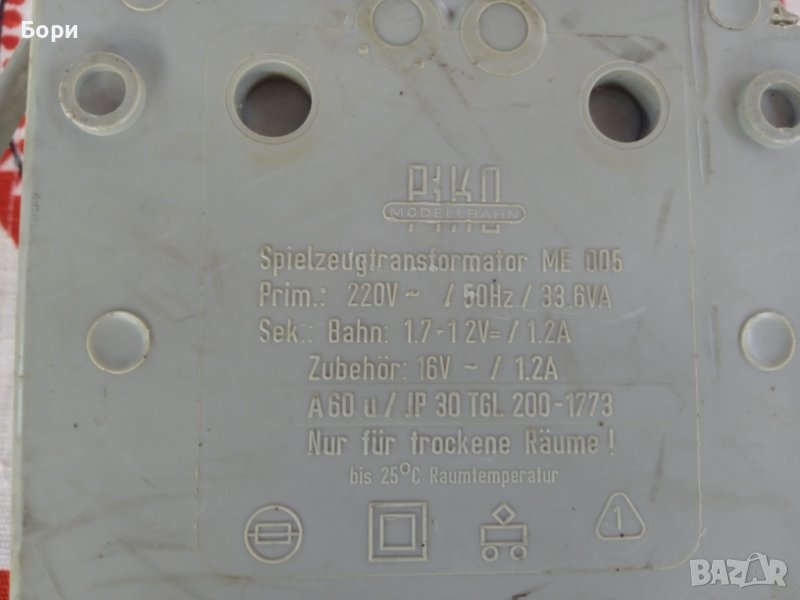 Бори
PIKO
MODELLBAHN
Spielzeugtransformator ME 005
Prim.: 220V ~ / 50Hz / 33.6VA
Sek.: Bahn: 1.7-12V= / 1.2A
Zubehör: 16V ~ / 1.2A
A 60 u / JP 30 TGL 200-1773
Nur für trockene Räume!
bis 25°C Raumtemperatur
1
BAZAR